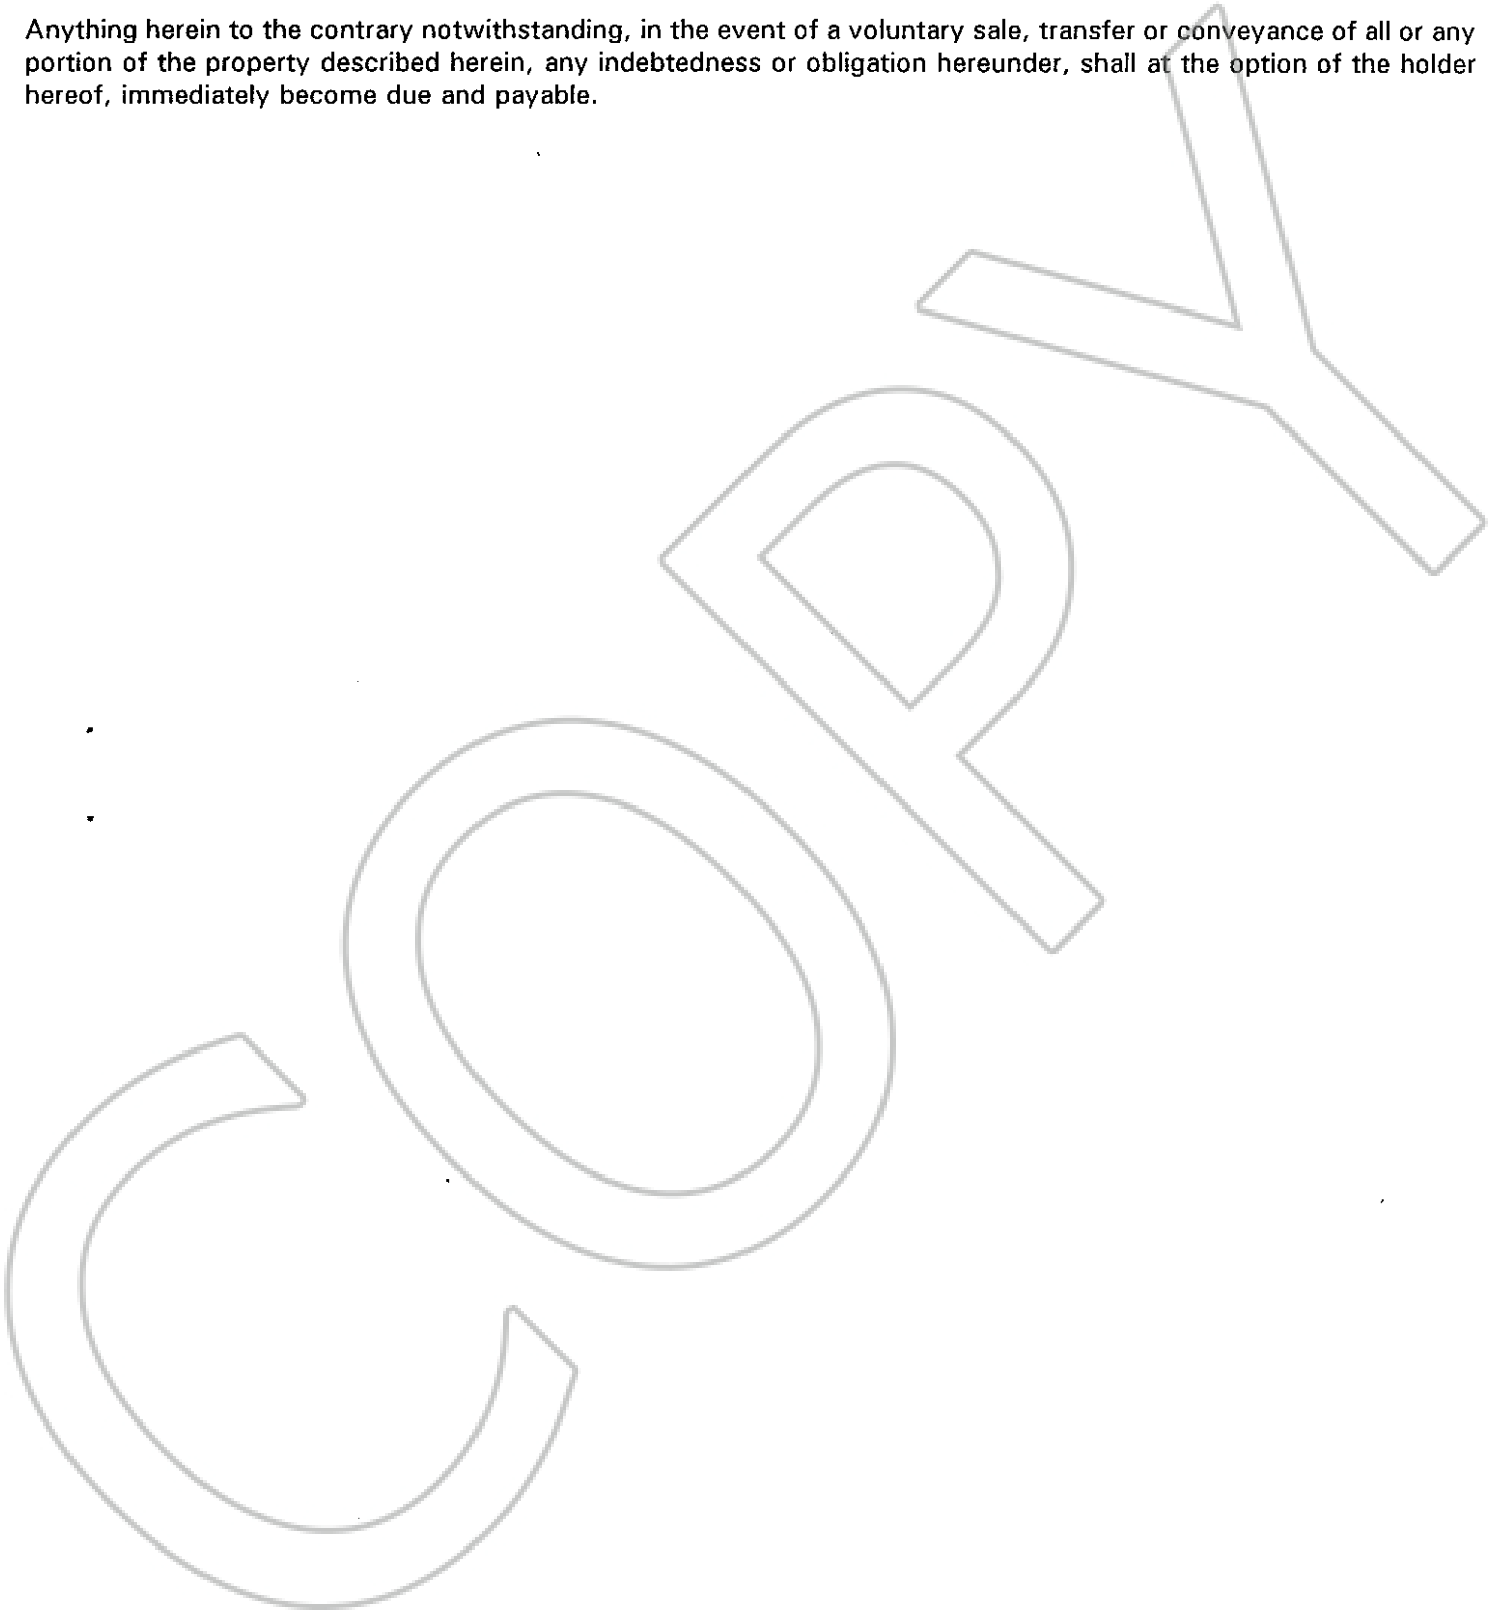 Anything herein to the contrary notwithstanding, in the event of a voluntary sale, transfer or conveyance of all or any
portion of the property described herein, any indebtedness or obligation hereunder, shall at the option of the holder
hereof, immediately become due and payable.
COPY